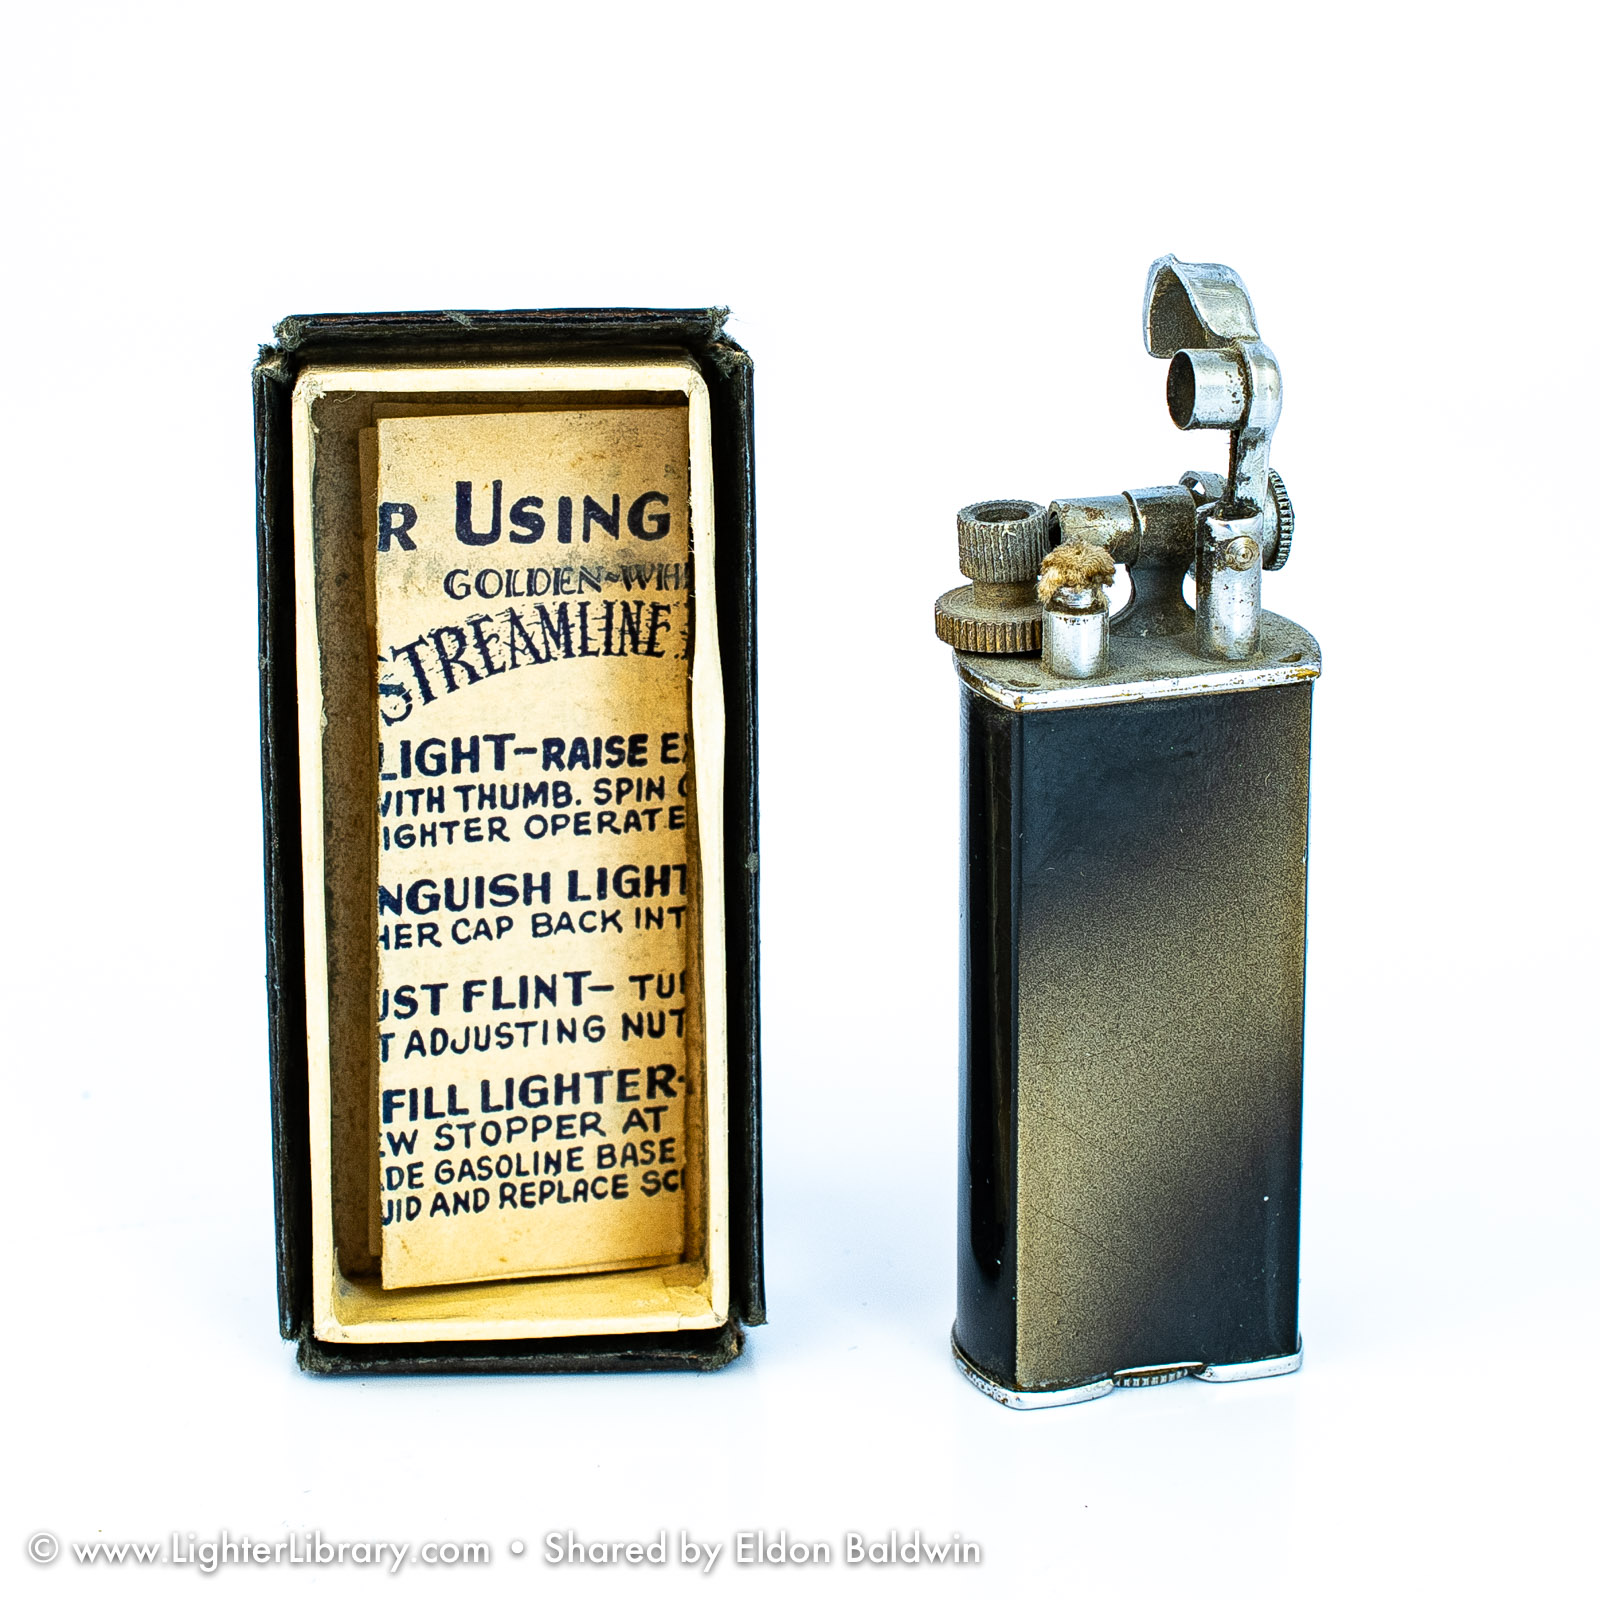 R USING
GOLDEN-WH
STREAMLINE
LIGHT-RAISE E
WITH THUMB. SPIN
IGHTER OPERATE
NGUISH LIGHT
HER CAP BACK INT
UST FLINT- TU
T ADJUSTING NUT
FILL LIGHTER-
EW STOPPER AT
DE GASOLINE BASE
UID AND REPLACE SC
© www.LighterLibrary.com • Shared by Eldon Baldwin